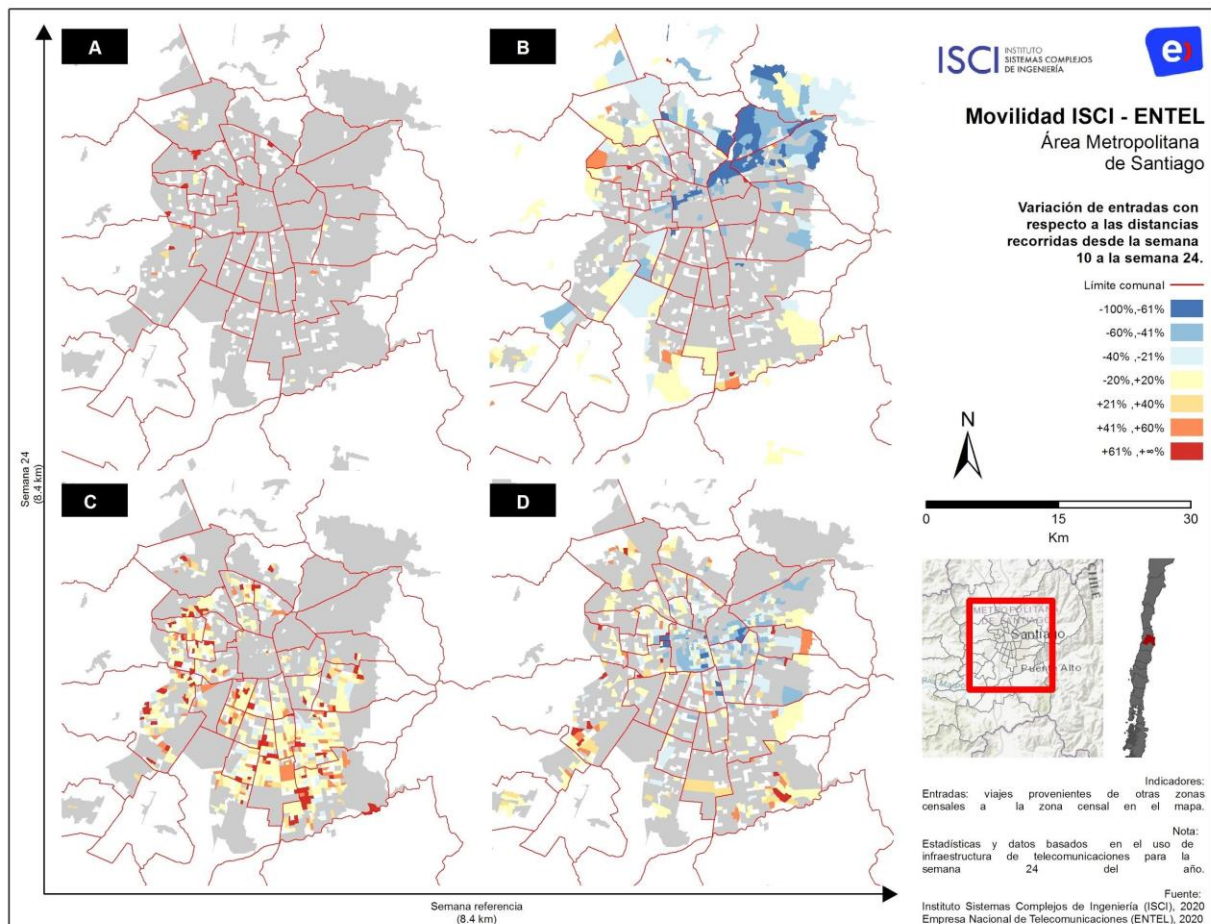 A
B
C
D
Semana 24
(8.4 km)
Semana referencia
(8.4 km)
ISCI INSTITUTO
SISTEMAS COMPLEJOS
DE INGENIERÍA
e)
Movilidad ISCI - ENTEL
Área Metropolitana
de Santiago
Variación de entradas con
respecto a las distancias
recorridas desde la semana
10 a la semana 24.
Límite comunal
-100%,-61%
-60%,-41%
-40% ,-21%
-20%,+20%
+21% ,+40%
+41% ,+60%
+61% ,+∞%
N
0 15 30
Km
CHILE
METROPOLITAN
DE SANTIAGO
Santiago
Puente Alto
Indicadores:
Entradas: viajes provenientes de otras zonas
censales a la zona censal en el mapa.
Nota:
Estadísticas y datos basados en el uso de
infraestructura de telecomunicaciones para la
semana 24 del año.
Fuente:
Instituto Sistemas Complejos de Ingeniería (ISCI), 2020
Empresa Nacional de Telecomunicaciones (ENTEL), 2020